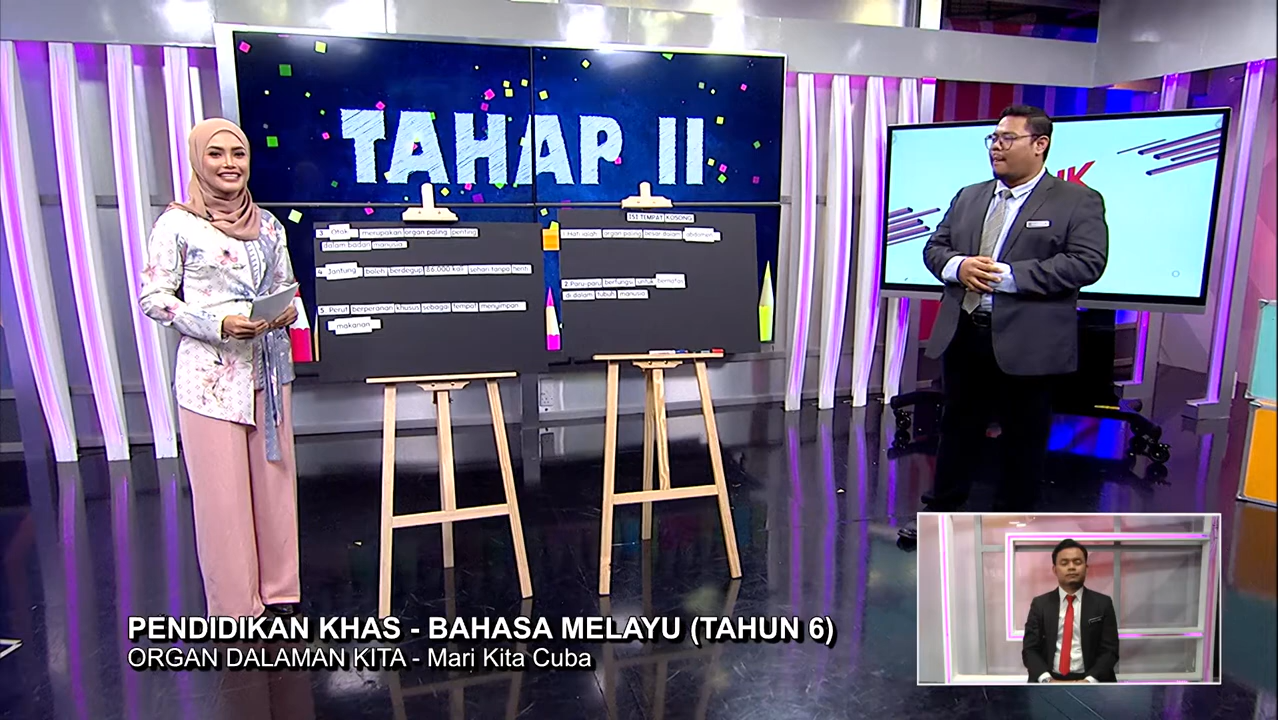 TAHAP II
3. Otak merupakan organ paling penting
dalam badan manusia.
4. Jantung boleh berdegup 86,000 kali sehari tanpa henti
5. Perut berperanan khusus sebagai tempat menyimpan
makanan
ISI TEMPAT KOSONG
1. Hati ialah organ paling besar dalam abdomen
2. Paru-paru berfungsi untuk bernafas
di dalam tubuh manusia
PENDIDIKAN KHAS - BAHASA MELAYU (TAHUN 6)
ORGAN DALAMAN KITA - Mari Kita Cuba